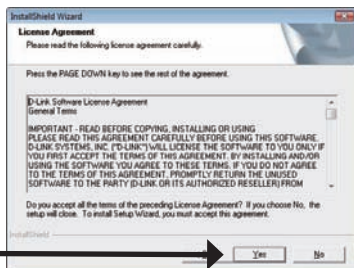 InstallShield Wizard
License Agreement
Please read the following license agreement carefully.
Press the PAGE DOWN key to see the rest of the agreement.
D-Link Software License Agreement
General Terms
IMPORTANT - READ BEFORE COPYING, INSTALLING OR USING
PLEASE READ THIS AGREEMENT CAREFULLY BEFORE USING THIS SOFTWARE.
D-LINK SYSTEMS, INC. ("D-LINK") WILL LICENSE THE SOFTWARE TO YOU ONLY IF
YOU FIRST ACCEPT THE TERMS OF THIS AGREEMENT. BY INSTALLING AND/OR
USING THE SOFTWARE YOU AGREE TO THESE TERMS. IF YOU DO NOT AGREE
TO THE TERMS OF THIS AGREEMENT, PROMPTLY RETURN THE UNUSED
SOFTWARE TO THE PARTY (D-LINK OR ITS AUTHORIZED RESELLER) FROM
Do you accept all the terms of the preceding License Agreement? If you choose No, the
setup will close. To install Setup Wizard, you must accept this agreement.
InstallShield
Yes No